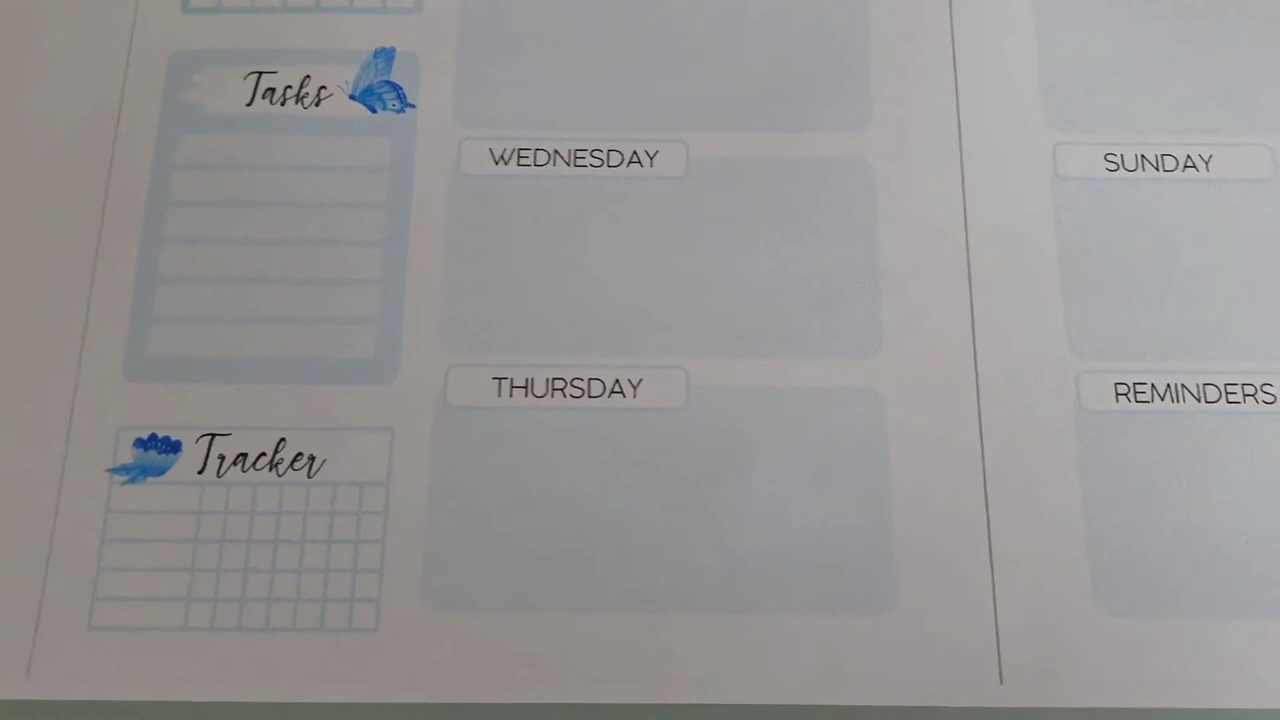 Tasks
WEDNESDAY
THURSDAY
Tracker
SUNDAY
REMINDERS